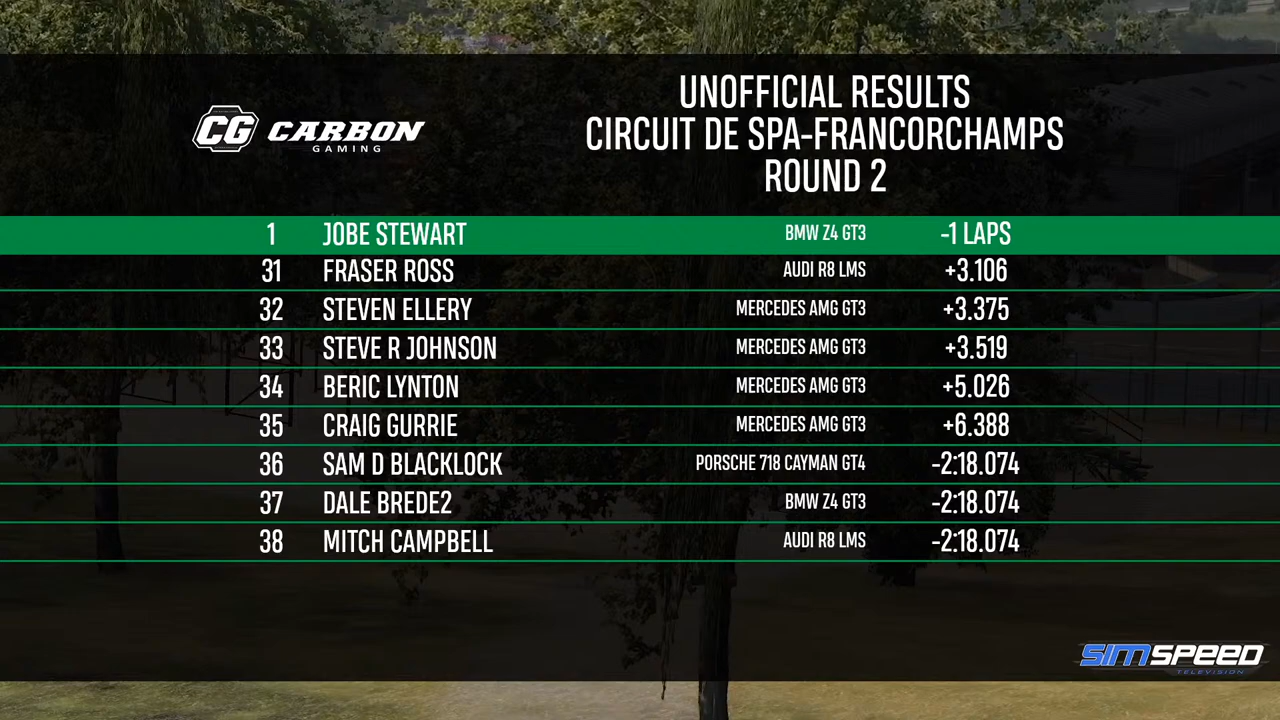 CG CARBON
GAMING
UNOFFICIAL RESULTS
CIRCUIT DE SPA-FRANCORCHAMPS
ROUND 2
1 JOBE STEWART BMW Z4 GT3 -1 LAPS
31 FRASER ROSS AUDI R8 LMS +3.106
32 STEVEN ELLERY MERCEDES AMG GT3 +3.375
33 STEVE R JOHNSON MERCEDES AMG GT3 +3.519
34 BERIC LYNTON MERCEDES AMG GT3 +5.026
35 CRAIG GURRIE MERCEDES AMG GT3 +6.388
36 SAM D BLACKLOCK PORSCHE 718 CAYMAN GT4 -2:18.074
37 DALE BREDE2 BMW Z4 GT3 -2:18.074
38 MITCH CAMPBELL AUDI R8 LMS -2:18.074
SIMSPEED
TELEVISION